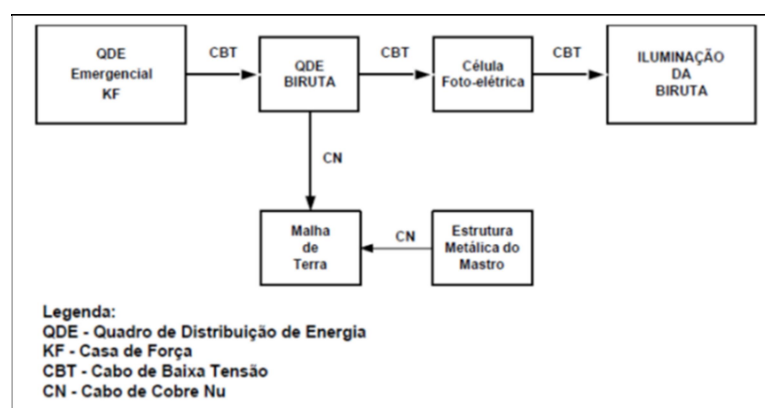 QDE
Emergencial
KF
CBT
QDE
BIRUTA
CBT
Célula
Foto-elétrica
CBT
ILUMINAÇÃO
DA
BIRUTA
CN
Malha
de
Terra
CN
Estrutura
Metálica do
Mastro
Legenda:
QDE - Quadro de Distribuição de Energia
KF - Casa de Força
CBT - Cabo de Baixa Tensão
CN - Cabo de Cobre Nu